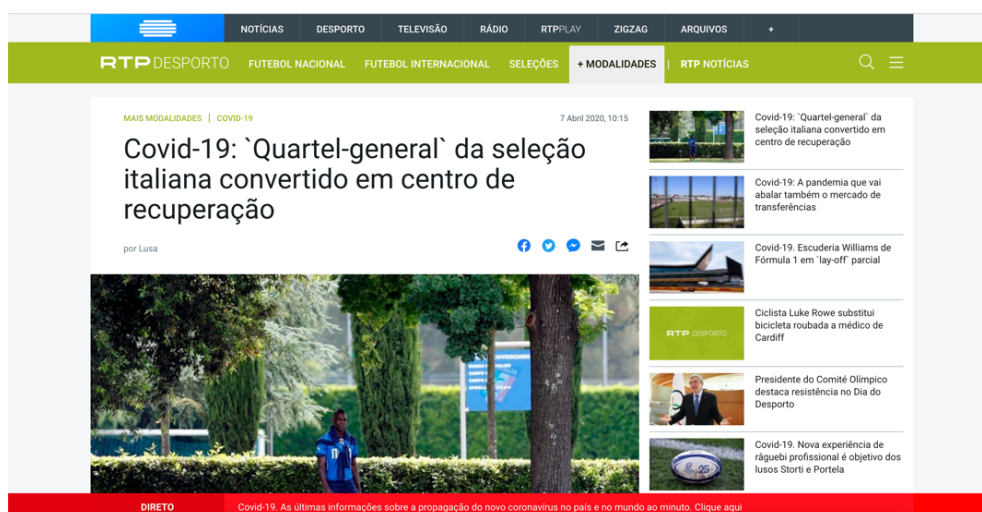 NOTÍCIAS DESPORTO TELEVISÃO RÁDIO RTPPLAY ZIGZAG ARQUIVOS +
RTP DESPORTO FUTEBOL NACIONAL FUTEBOL INTERNACIONAL SELEÇÕES + MODALIDADES | RTP NOTÍCIAS
MAIS MODALIDADES | COVID-19
7 Abril 2020, 10:15
Covid-19: `Quartel-general` da seleção
italiana convertido em centro de
recuperação
por Lusa
Covid-19: `Quartel-general` da
seleção italiana convertido em
centro de recuperação
Covid-19: A pandemia que vai
abalar também o mercado de
transferências
Covid-19. Escuderia Williams de
Fórmula 1 em `lay-off` parcial
RTP DESPORTO
Ciclista Luke Rowe substitui
bicicleta roubada a médico de
Cardiff
Presidente do Comité Olímpico
destaca resistência no Dia do
Desporto
Covid-19. Nova experiência de
râguebi profissional é objetivo dos
lusos Storti e Portela
DIRETO Covid-19. As últimas informações sobre a propagação do novo coronavírus no país e no mundo ao minuto. Clique aqui